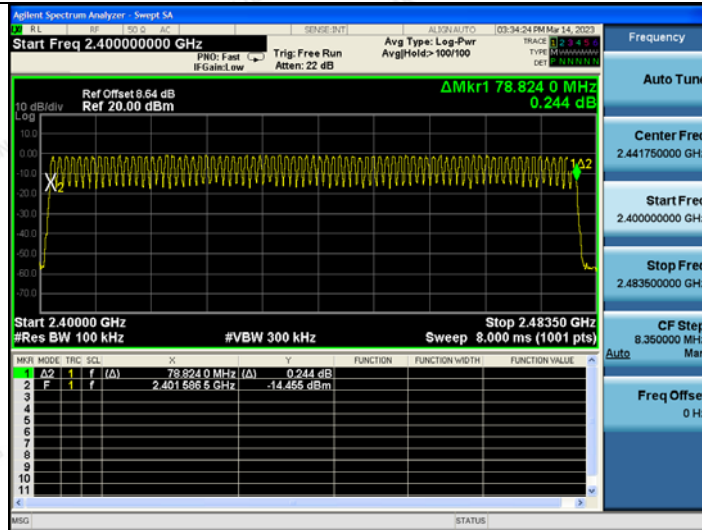 Agilent Spectrum Analyzer - Swept SA
RL RF 50 Ω AC SENSE:INT ALIGN AUTO 03:34:24 PM Mar 14, 2023
Start Freq 2.400000000 GHz
PNO: Fast
IFGain:Low
Trig: Free Run
Atten: 22 dB
Avg Type: Log-Pwr
Avg|Hold:> 100/100
TRACE 1 2 3 4 5 6
TYPE
DET P N N N N N
Ref Offset 8.64 dB
10 dB/div Ref 20.00 dBm
Log
ΔMkr1 78.824 0 MHz
0.244 dB
10.0
0.00
-10.0
-20.0
-30.0
-40.0
-50.0
-60.0
-70.0
2
1Δ2
Start 2.40000 GHz Stop 2.48350 GHz
#Res BW 100 kHz #VBW 300 kHz Sweep 8.000 ms (1001 pts)
MKR MODE TRC SCL X Y FUNCTION FUNCTION WIDTH FUNCTION VALUE
1 Δ2 1 f (Δ) 78.824 0 MHz (Δ) 0.244 dB
2 F 1 f 2.401 586 5 GHz -14.455 dBm
3
4
5
6
7
8
9
10
11
MSG STATUS
Frequency
Auto Tune
Center Freq
2.441750000 GHz
Start Freq
2.400000000 GHz
Stop Freq
2.483500000 GHz
CF Step
8.350000 MHz
Auto Man
Freq Offset
0 Hz